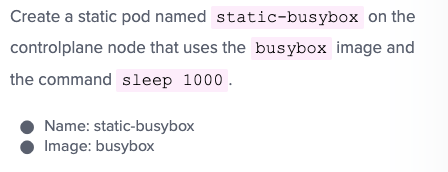 Create a static pod named static-busybox on the
controlplane node that uses the busybox image and
the command sleep 1000.
Name: static-busybox
Image: busybox